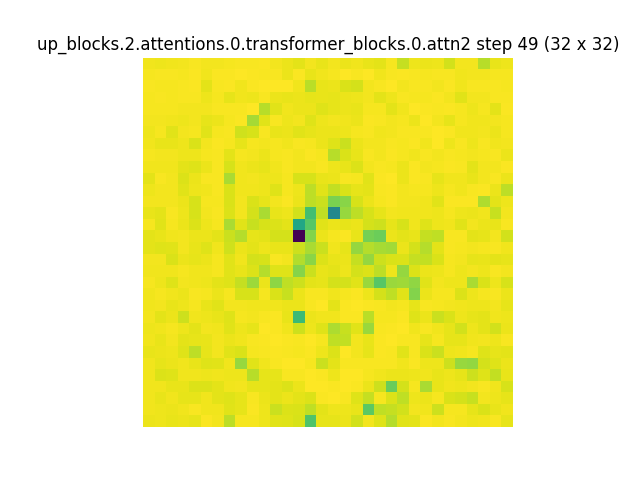 up_blocks.2.attentions.0.transformer_blocks.0.attn2 step 49 (32 x 32)